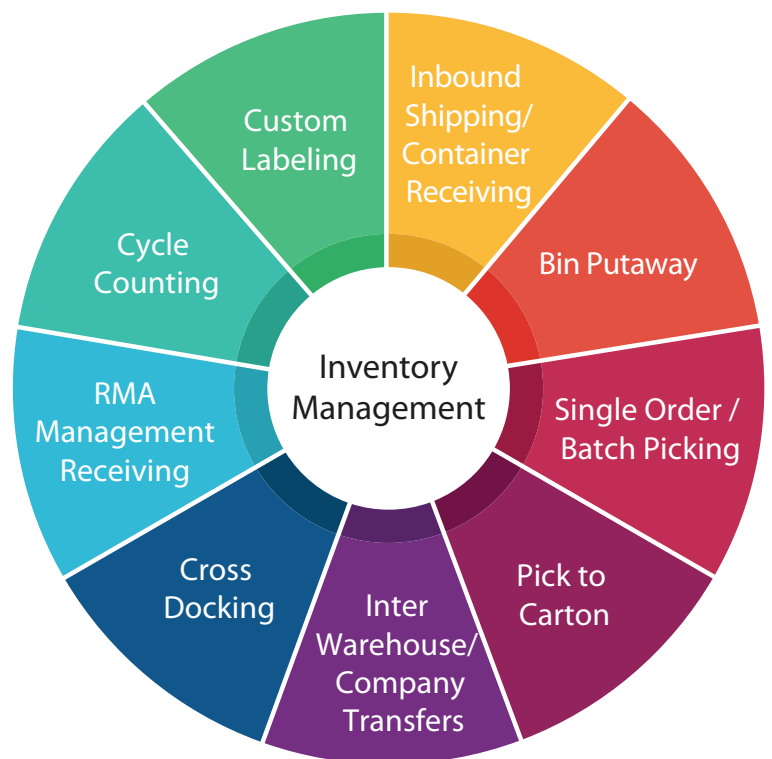 Inbound
Shipping/
Container
Receiving
Bin Putaway
Single Order /
Batch Picking
Pick to
Carton
Inter
Warehouse/
Company
Transfers
Cross
Docking
RMA
Management
Receiving
Cycle
Counting
Custom
Labeling
Inventory
Management